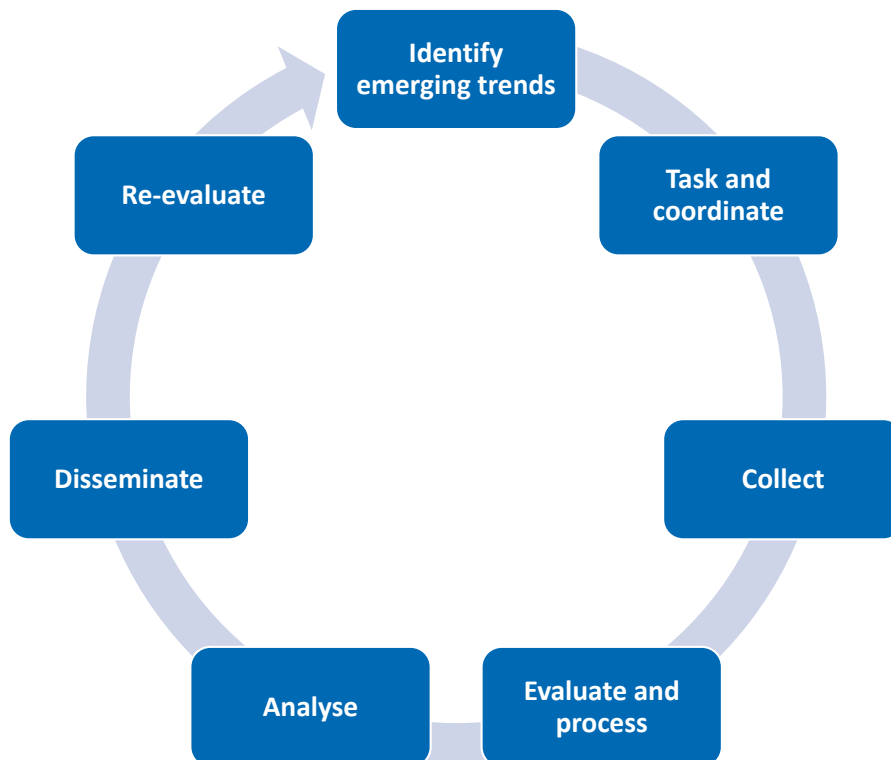 Identify
emerging trends
Task and
coordinate
Collect
Evaluate and
process
Analyse
Disseminate
Re-evaluate